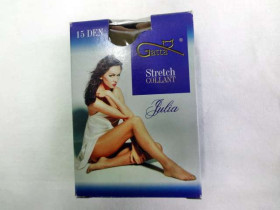 15 DEN
Gatta
®
Stretch
COLLANT
Julia